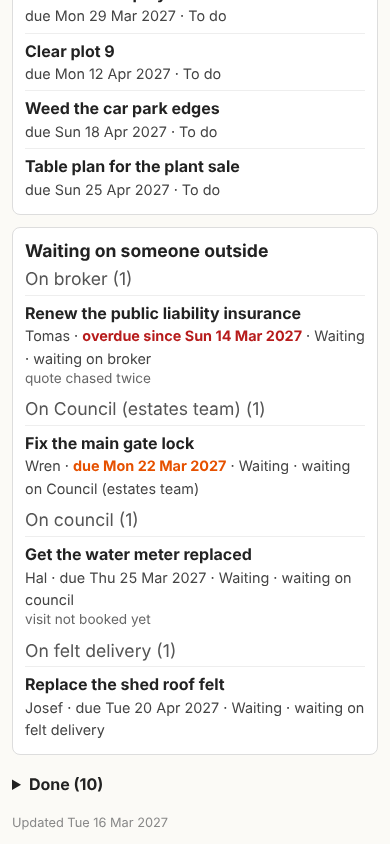 due Mon 29 Mar 2027 · To do
Clear plot 9
due Mon 12 Apr 2027 · To do
Weed the car park edges
due Sun 18 Apr 2027 · To do
Table plan for the plant sale
due Sun 25 Apr 2027 · To do
Waiting on someone outside
On broker (1)
Renew the public liability insurance
Tomas · overdue since Sun 14 Mar 2027 · Waiting
· waiting on broker
quote chased twice
On Council (estates team) (1)
Fix the main gate lock
Wren · due Mon 22 Mar 2027 · Waiting · waiting
on Council (estates team)
On council (1)
Get the water meter replaced
Hal · due Thu 25 Mar 2027 · Waiting · waiting on
council
visit not booked yet
On felt delivery (1)
Replace the shed roof felt
Josef · due Tue 20 Apr 2027 · Waiting · waiting on
felt delivery
Done (10)
Updated Tue 16 Mar 2027